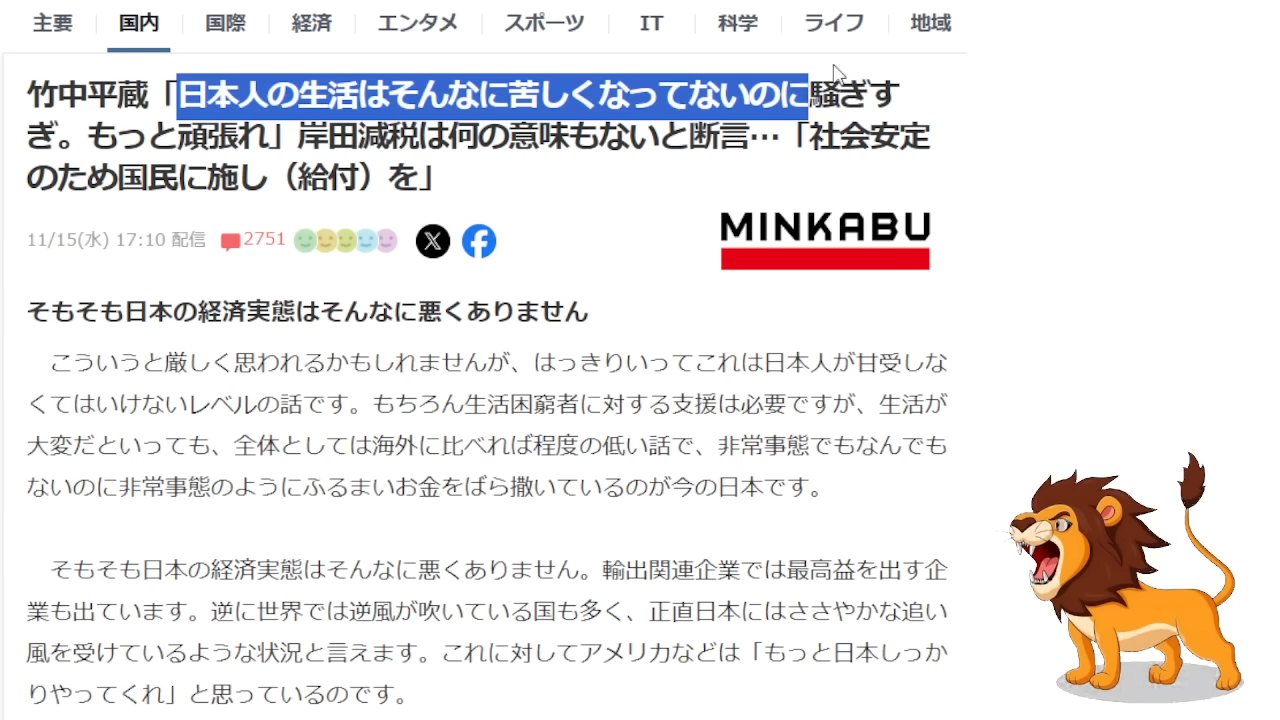 主要 国内 国際 経済 エンタメ スポーツ IT 科学 ライフ 地域
竹中平蔵「日本人の生活はそんなに苦しくなってないのに騒ぎす
ぎ。もっと頑張れ」岸田減税は何の意味もないと断言…「社会安定
のため国民に施し（給付）を」
11/15(水) 17:10 配信 2751
MINKABU
そもそも日本の経済実態はそんなに悪くありません
こういうと厳しく思われるかもしれませんが、はっきりいってこれは日本人が甘受しな
くてはいけないレベルの話です。もちろん生活困窮者に対する支援は必要ですが、生活が
大変だといっても、全体としては海外に比べれば程度の低い話で、非常事態でもなんでも
ないのに非常事態のようにふるまいお金をばら撒いているのが今の日本です。
そもそも日本の経済実態はそんなに悪くありません。輸出関連企業では最高益を出す企
業も出ています。逆に世界では逆風が吹いている国も多く、正直日本にはささやかな追い
風を受けているような状況と言えます。これに対してアメリカなどは「もっと日本しっか
りやってくれ」と思っているのです。